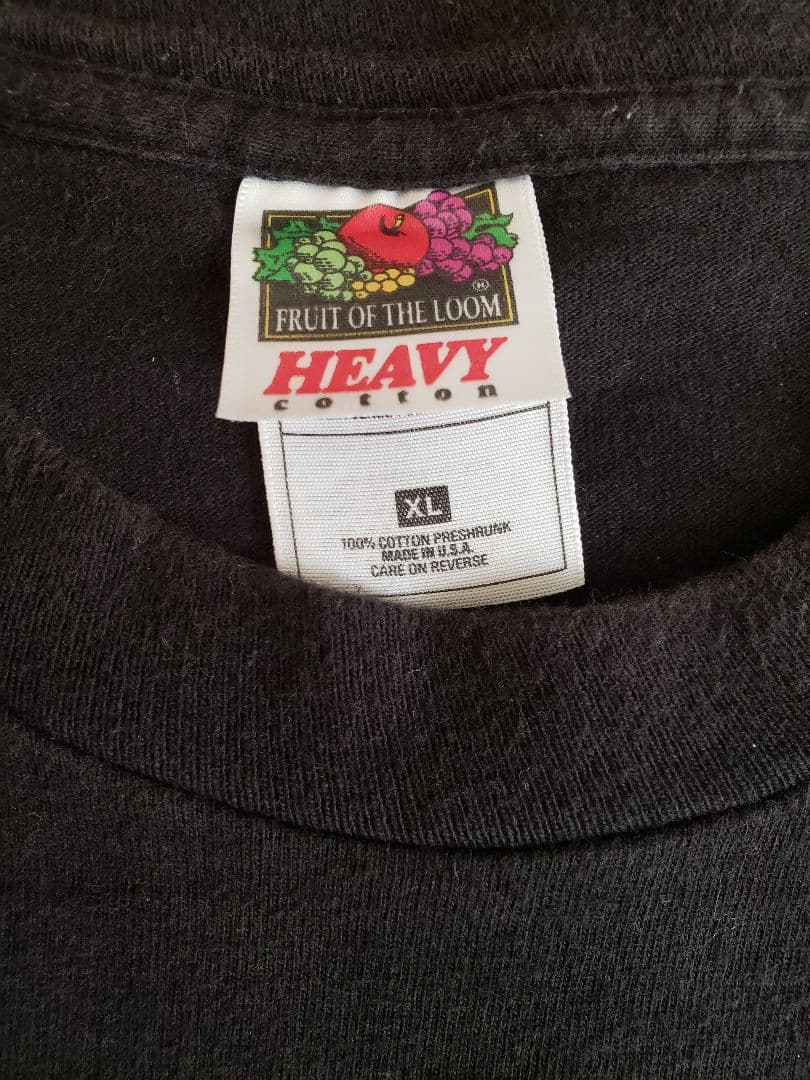 FRUIT OF THE LOOM
®
HEAVY
cotton
XL
100% COTTON PRESHRUNK
MADE IN U.S.A.
CARE ON REVERSE